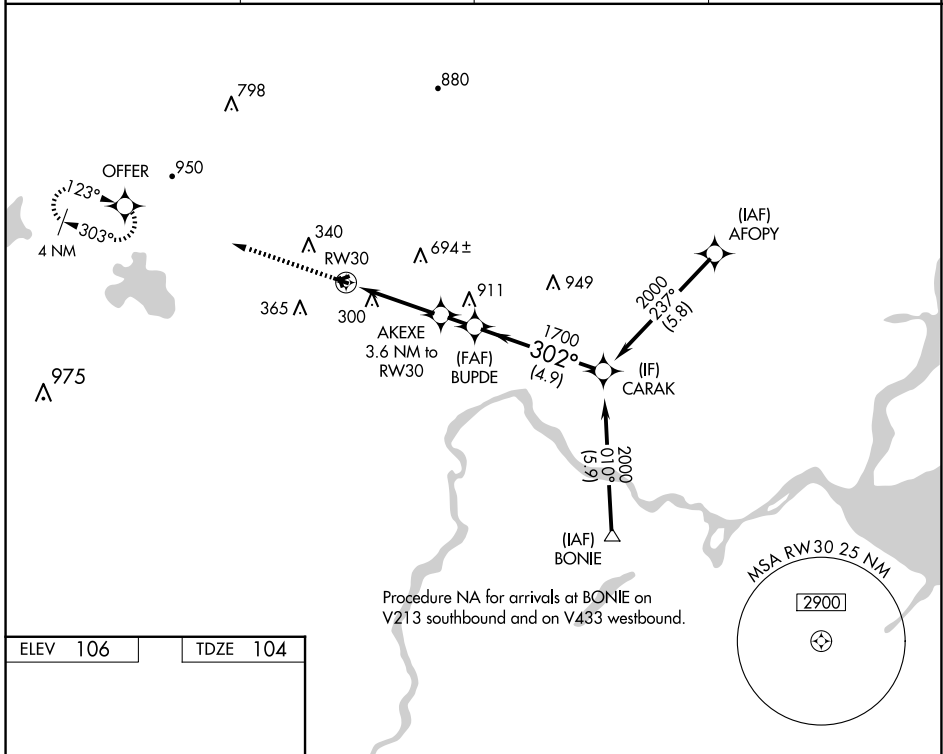 880
798
950
OFFER
123°
303°
4 NM
340
RW30
694±
(IAF)
AFOPY
2000
237°
(5.8)
949
911
365
300
AKEXE
3.6 NM to
RW30
(FAF)
BUPDE
1700
302°
(4.9)
(IF)
CARAK
975
2000
010°
(5.9)
(IAF)
BONIE
Procedure NA for arrivals at BONIE on
V213 southbound and on V433 westbound.
MSA RW30 25 NM
2900
ELEV 106
TDZE 104